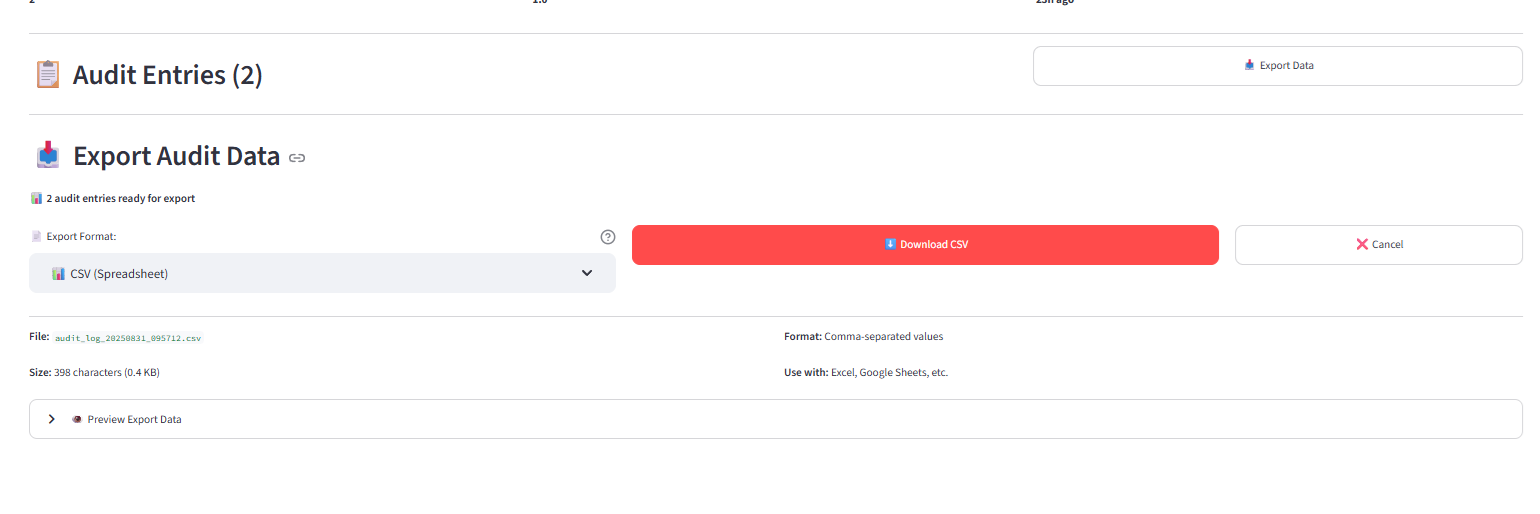 Audit Entries (2)
Export Data
Export Audit Data
2 audit entries ready for export
Export Format:
CSV (Spreadsheet)
Download CSV
Cancel
File: audit_log_20250831_095712.csv
Format: Comma-separated values
Size: 398 characters (0.4 KB)
Use with: Excel, Google Sheets, etc.
Preview Export Data